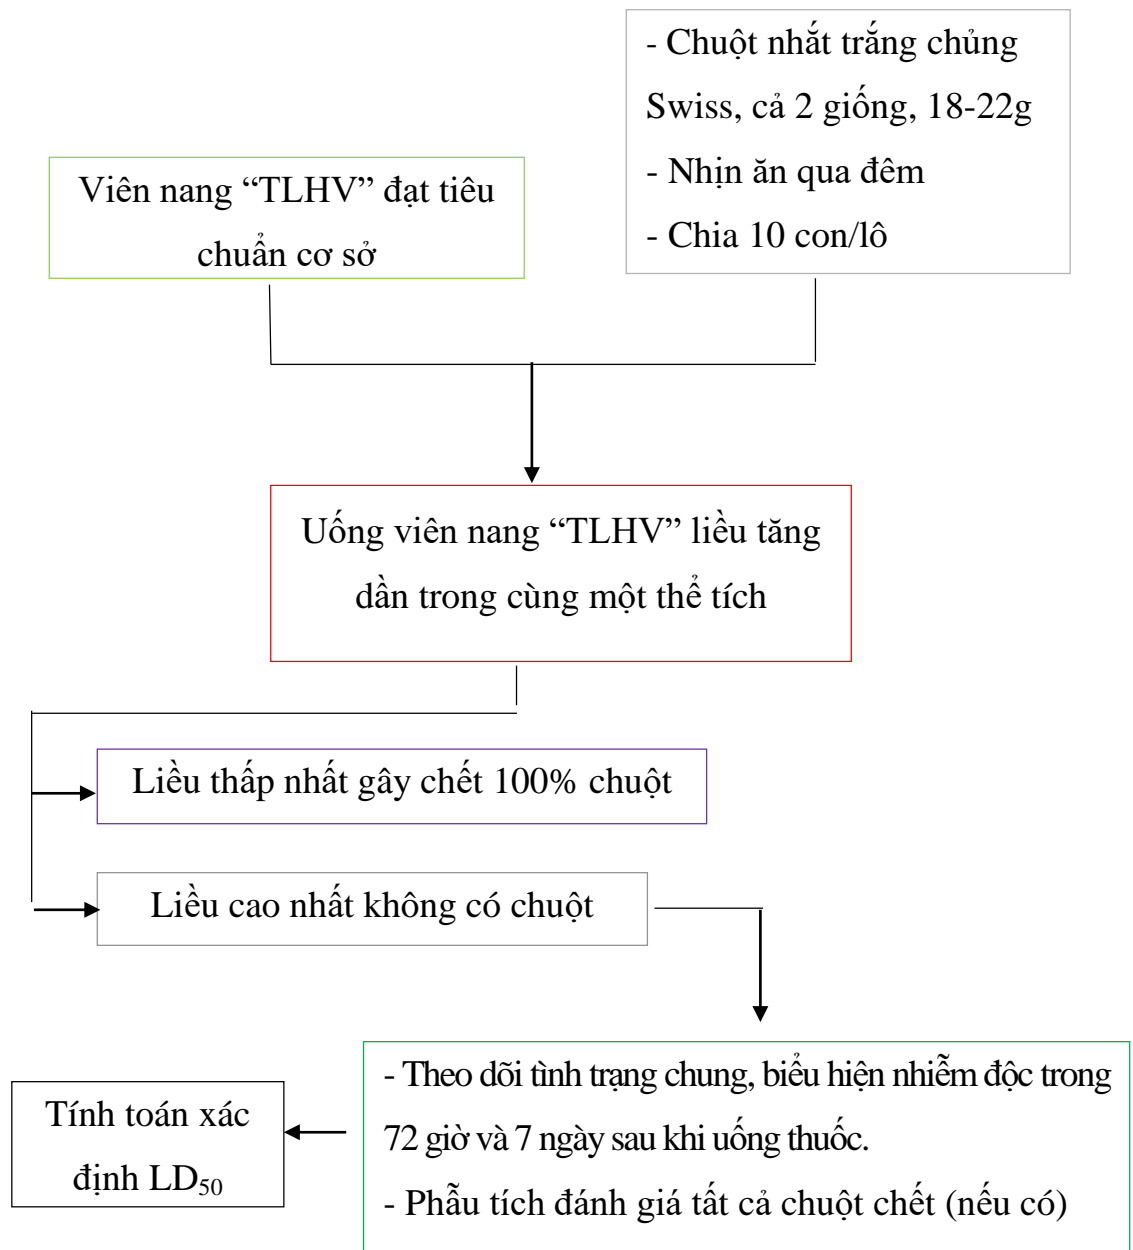 - Chuột nhắt trắng chủng
Swiss, cả 2 giống, 18-22g
- Nhịn ăn qua đêm
- Chia 10 con/lô
Viên nang “TLHV” đạt tiêu
chuẩn cơ sở
Uống viên nang “TLHV” liều tăng
dần trong cùng một thể tích
Liều thấp nhất gây chết 100% chuột
Liều cao nhất không có chuột
- Theo dõi tình trạng chung, biểu hiện nhiễm độc trong
72 giờ và 7 ngày sau khi uống thuốc.
- Phẫu tích đánh giá tất cả chuột chết (nếu có)
Tính toán xác
định LD₅₀